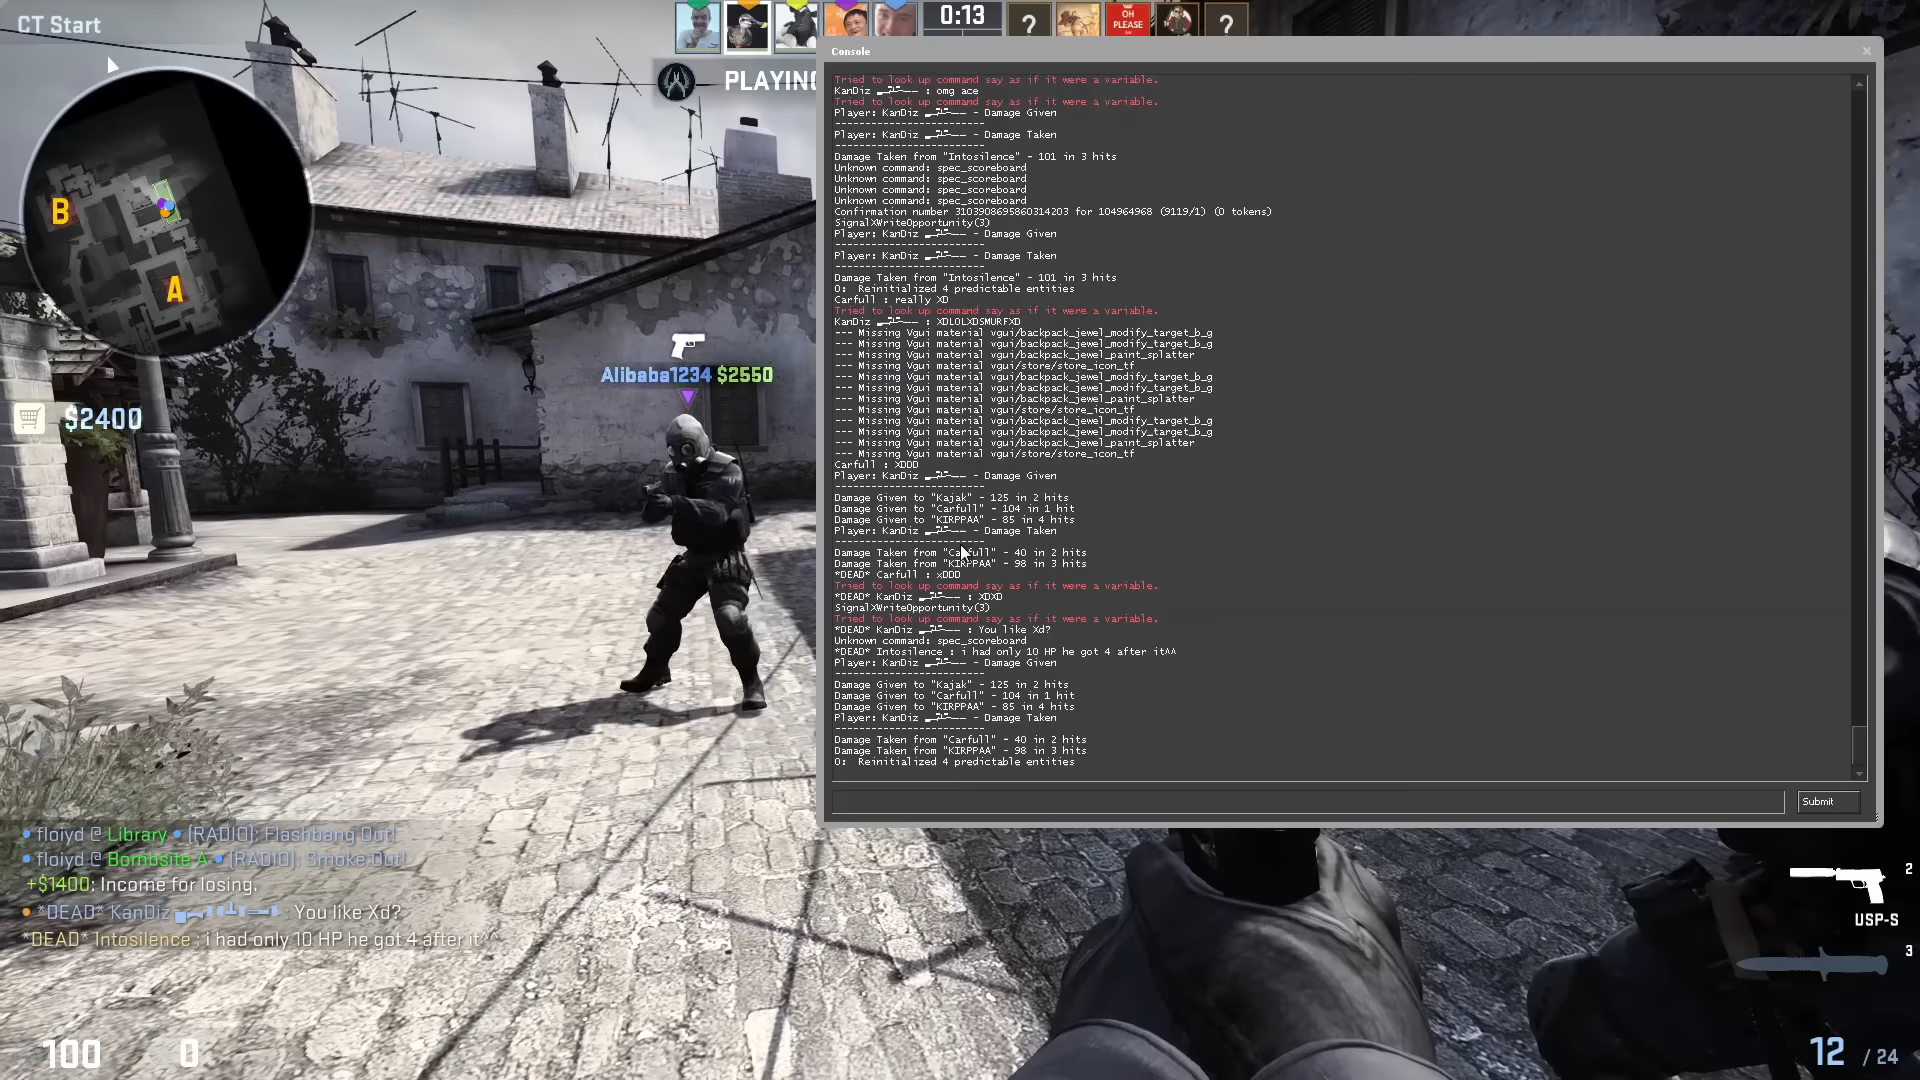 CT Start
0:13
?
OH
PLEASE
?
PLAYING
B
A
$2400
Alibaba1234 $2550
Console
Tried to look up command say as if it were a variable.
KanDiz : omg ace
Tried to look up command say as if it were a variable.
Player: KanDiz - Damage Given
-------------------------
Player: KanDiz - Damage Taken
-------------------------
Damage Taken from "Intosilence" - 101 in 3 hits
Unknown command: spec_scoreboard
Unknown command: spec_scoreboard
Unknown command: spec_scoreboard
Unknown command: spec_scoreboard
Confirmation number 3103908695860314203 for 104964968 (9119/1) (0 tokens)
SignalXWriteOpportunity(3)
Player: KanDiz - Damage Given
-------------------------
Player: KanDiz - Damage Taken
-------------------------
Damage Taken from "Intosilence" - 101 in 3 hits
0: Reinitialized 4 predictable entities
Carfull : really XD
Tried to look up command say as if it were a variable.
KanDiz : XDLOLXDSMURFXD
--- Missing Vgui material vgui/backpack_jewel_modify_target_b_g
--- Missing Vgui material vgui/backpack_jewel_modify_target_b_g
--- Missing Vgui material vgui/backpack_jewel_paint_splatter
--- Missing Vgui material vgui/store/store_icon_tf
--- Missing Vgui material vgui/backpack_jewel_modify_target_b_g
--- Missing Vgui material vgui/backpack_jewel_modify_target_b_g
--- Missing Vgui material vgui/backpack_jewel_paint_splatter
--- Missing Vgui material vgui/store/store_icon_tf
--- Missing Vgui material vgui/backpack_jewel_modify_target_b_g
--- Missing Vgui material vgui/backpack_jewel_modify_target_b_g
--- Missing Vgui material vgui/backpack_jewel_paint_splatter
--- Missing Vgui material vgui/store/store_icon_tf
Carfull : XDDD
Player: KanDiz - Damage Given
-------------------------
Damage Given to "Kajak" - 125 in 2 hits
Damage Given to "Carfull" - 104 in 1 hit
Damage Given to "KIRPPAA" - 85 in 4 hits
Player: KanDiz - Damage Taken
-------------------------
Damage Taken from "Carfull" - 40 in 2 hits
Damage Taken from "KIRPPAA" - 98 in 3 hits
*DEAD* Carfull : xDDD
Tried to look up command say as if it were a variable.
*DEAD* KanDiz : XDXD
SignalXWriteOpportunity(3)
Tried to look up command say as if it were a variable.
*DEAD* KanDiz : You like Xd?
Unknown command: spec_scoreboard
*DEAD* Intosilence : i had only 10 HP he got 4 after it^^
Player: KanDiz - Damage Given
-------------------------
Damage Given to "Kajak" - 125 in 2 hits
Damage Given to "Carfull" - 104 in 1 hit
Damage Given to "KIRPPAA" - 85 in 4 hits
Player: KanDiz - Damage Taken
-------------------------
Damage Taken from "Carfull" - 40 in 2 hits
Damage Taken from "KIRPPAA" - 98 in 3 hits
0: Reinitialized 4 predictable entities
Submit
floiyd @ Library • (RADIO): Flashbang Out!
floiyd @ Bombsite A • (RADIO): Smoke Out!
+$1400: Income for losing.
*DEAD* KanDiz : You like Xd?
*DEAD* Intosilence : i had only 10 HP he got 4 after it^^
2
USP-S
3
100
0
12 / 24